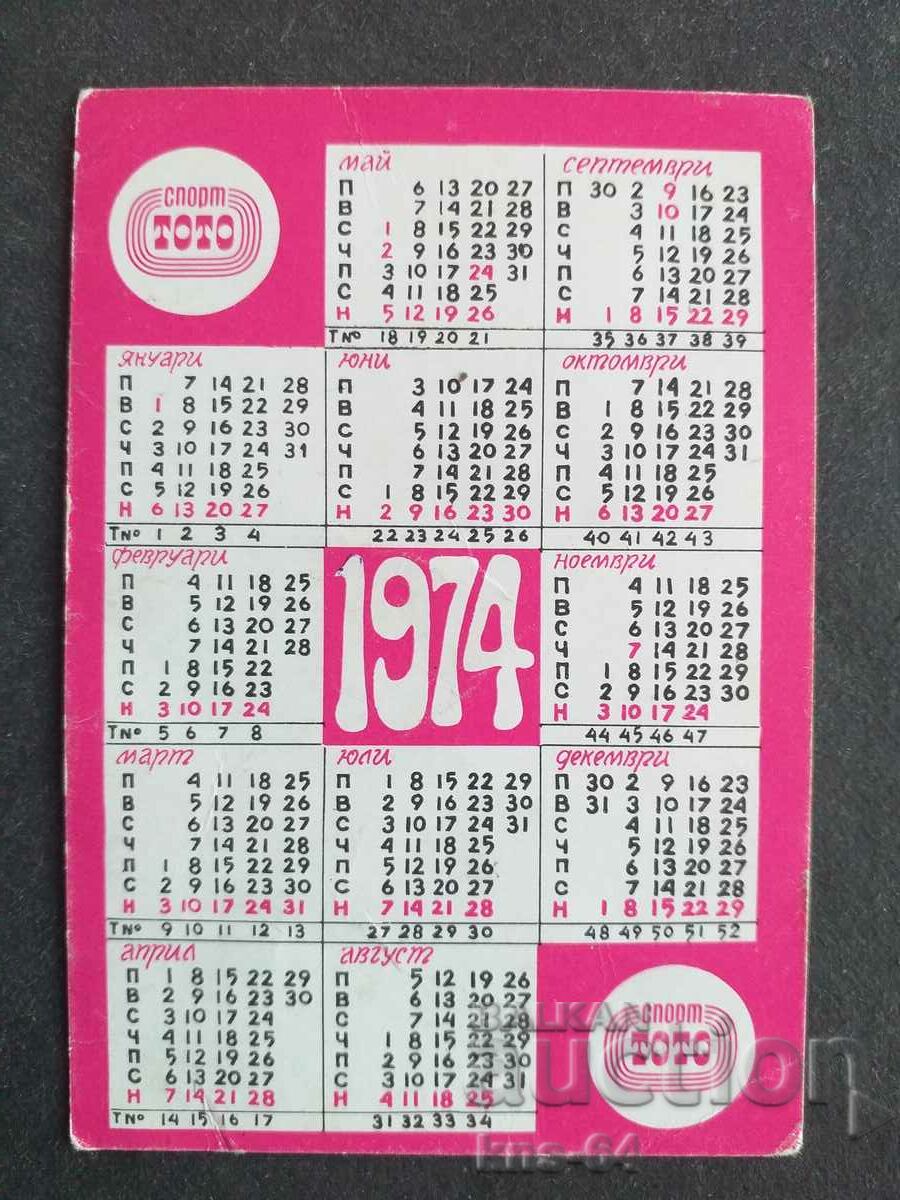 спорт
ТОТО
май
П 6 13 20 27
В 7 14 21 28
С 1 8 15 22 29
Ч 2 9 16 23 30
П 3 10 17 24 31
С 4 11 18 25
Н 5 12 19 26
Т№ 18 19 20 21
септември
П 30 2 9 16 23
В 3 10 17 24
С 4 11 18 25
Ч 5 12 19 26
П 6 13 20 27
С 7 14 21 28
Н 1 8 15 22 29
35 36 37 38 39
януари
П 7 14 21 28
В 1 8 15 22 29
С 2 9 16 23 30
Ч 3 10 17 24 31
П 4 11 18 25
С 5 12 19 26
Н 6 13 20 27
Т№ 1 2 3 4
юни
П 3 10 17 24
В 4 11 18 25
С 5 12 19 26
Ч 6 13 20 27
П 7 14 21 28
С 1 8 15 22 29
Н 2 9 16 23 30
22 23 24 25 26
октомври
П 7 14 21 28
В 1 8 15 22 29
С 2 9 16 23 30
Ч 3 10 17 24 31
П 4 11 18 25
С 5 12 19 26
Н 6 13 20 27
40 41 42 43
февруари
П 4 11 18 25
В 5 12 19 26
С 6 13 20 27
Ч 7 14 21 28
П 1 8 15 22
С 2 9 16 23
Н 3 10 17 24
Т№ 5 6 7 8
1974
ноември
П 4 11 18 25
В 5 12 19 26
С 6 13 20 27
Ч 7 14 21 28
П 1 8 15 22 29
С 2 9 16 23 30
Н 3 10 17 24
44 45 46 47
март
П 4 11 18 25
В 5 12 19 26
С 6 13 20 27
Ч 7 14 21 28
П 1 8 15 22 29
С 2 9 16 23 30
Н 3 10 17 24 31
Т№ 9 10 11 12 13
юли
П 1 8 15 22 29
В 2 9 16 23 30
С 3 10 17 24 31
Ч 4 11 18 25
П 5 12 19 26
С 6 13 20 27
Н 7 14 21 28
27 28 29 30
декември
П 30 2 9 16 23
В 31 3 10 17 24
С 4 11 18 25
Ч 5 12 19 26
П 6 13 20 27
С 7 14 21 28
Н 1 8 15 22 29
48 49 50 51 52
април
П 1 8 15 22 29
В 2 9 16 23 30
С 3 10 17 24
Ч 4 11 18 25
П 5 12 19 26
С 6 13 20 27
Н 7 14 21 28
Т№ 14 15 16 17
август
П 5 12 19 26
В 6 13 20 27
С 7 14 21 28
Ч 1 8 15 22 29
П 2 9 16 23 30
С 3 10 17 24 31
Н 4 11 18 25
31 32 33 34
спорт
ТОТО
BALKAN
auction
kns-64